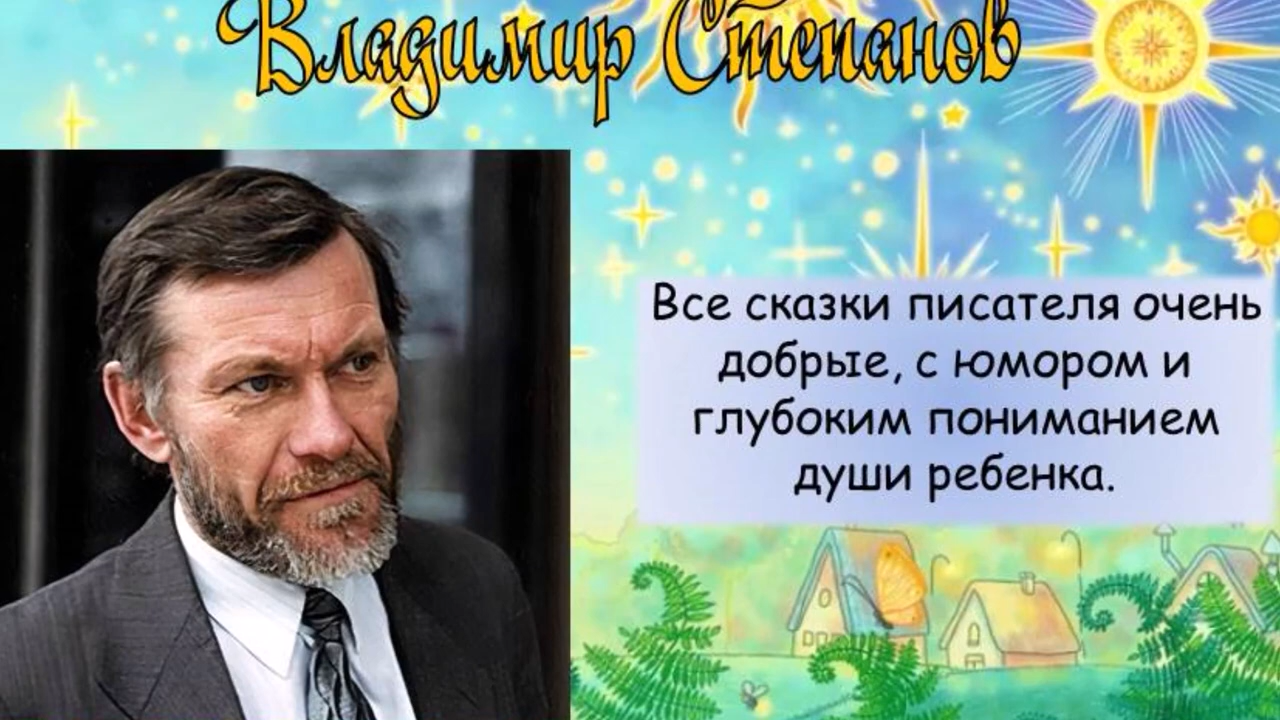 Владимир Степанов
Все сказки писателя очень
добрые, с юмором и
глубоким пониманием
души ребенка.